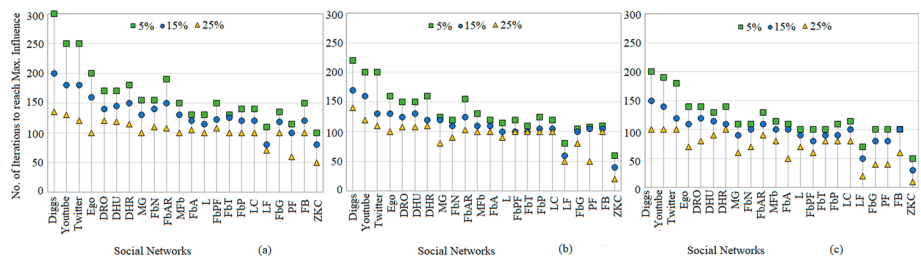 No. of Iterations to reach Max. Influence
300
250
200
150
100
50
0
5% 15% 25%
Diggs
Youtube
Twitter
Ego
DRO
DHU
DHR
MG
FbN
FbAR
MFb
FbA
L
FbPF
FbT
FbP
LC
LF
FbG
PF
FB
ZKC
Social Networks (a)
300
250
200
150
100
50
0
5% 15% 25%
Diggs
Youtube
Twitter
Ego
DRO
DHU
DHR
MG
FbN
FbAR
MFb
FbA
L
FbPF
FbT
FbP
LC
LF
FbG
PF
FB
ZKC
Social Networks (b)
300
250
200
150
100
50
0
5% 15% 25%
Diggs
Youtube
Twitter
Ego
DRO
DHU
DHR
MG
FbN
FbAR
MFb
FbA
L
FbPF
FbT
FbP
LC
LF
FbG
PF
FB
ZKC
Social Networks (c)